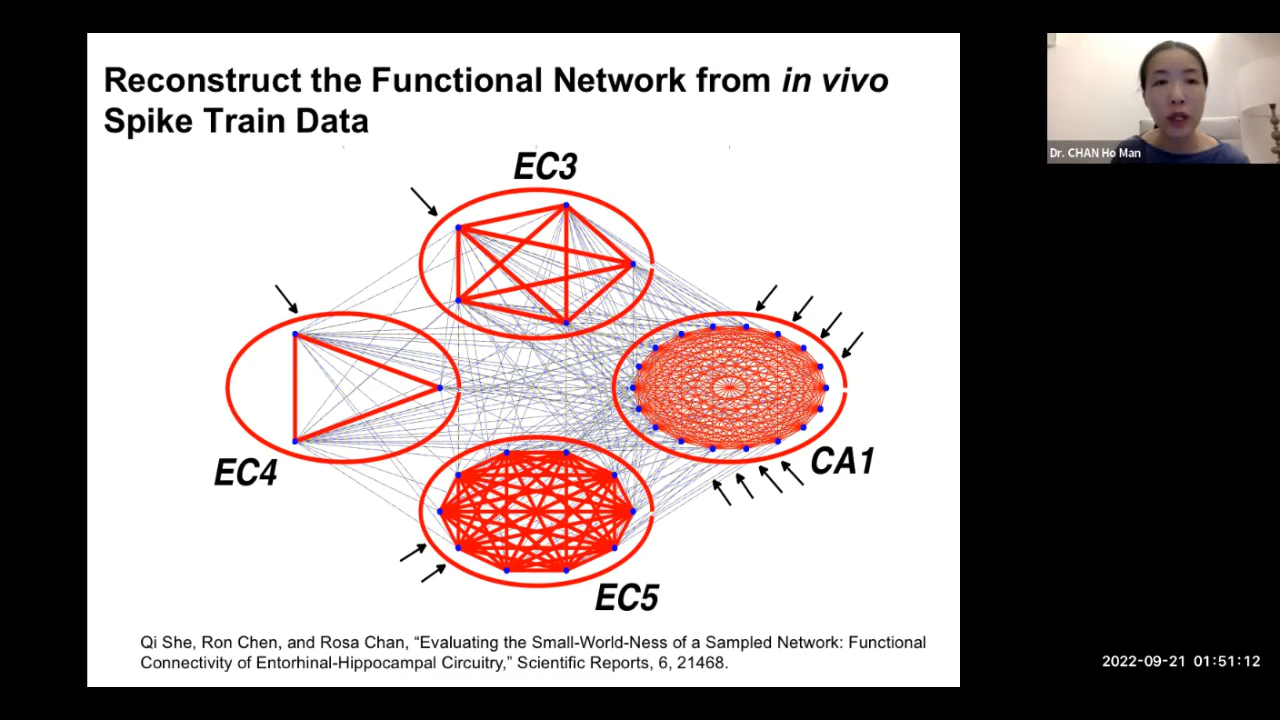 Reconstruct the Functional Network from in vivo
Spike Train Data
EC3
EC4
CA1
EC5
Qi She, Ron Chen, and Rosa Chan, “Evaluating the Small-World-Ness of a Sampled Network: Functional
Connectivity of Entorhinal-Hippocampal Circuitry,” Scientific Reports, 6, 21468.
Dr. CHAN Ho Man
2022-09-21 01:51:12